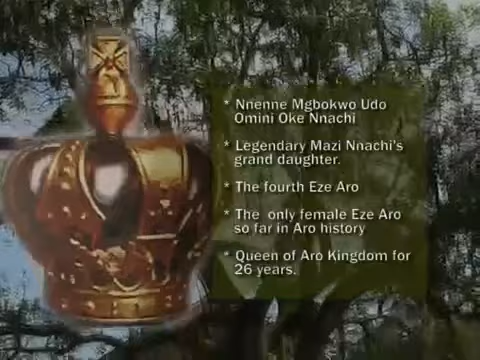 * Nnenne Mgbokwo Udo
Omini Oke Nnachi
* Legendary Mazi Nnachi's
grand daughter.
* The fourth Eze Aro
* The only female Eze Aro
so far in Aro history
* Queen of Aro Kingdom for
26 years.